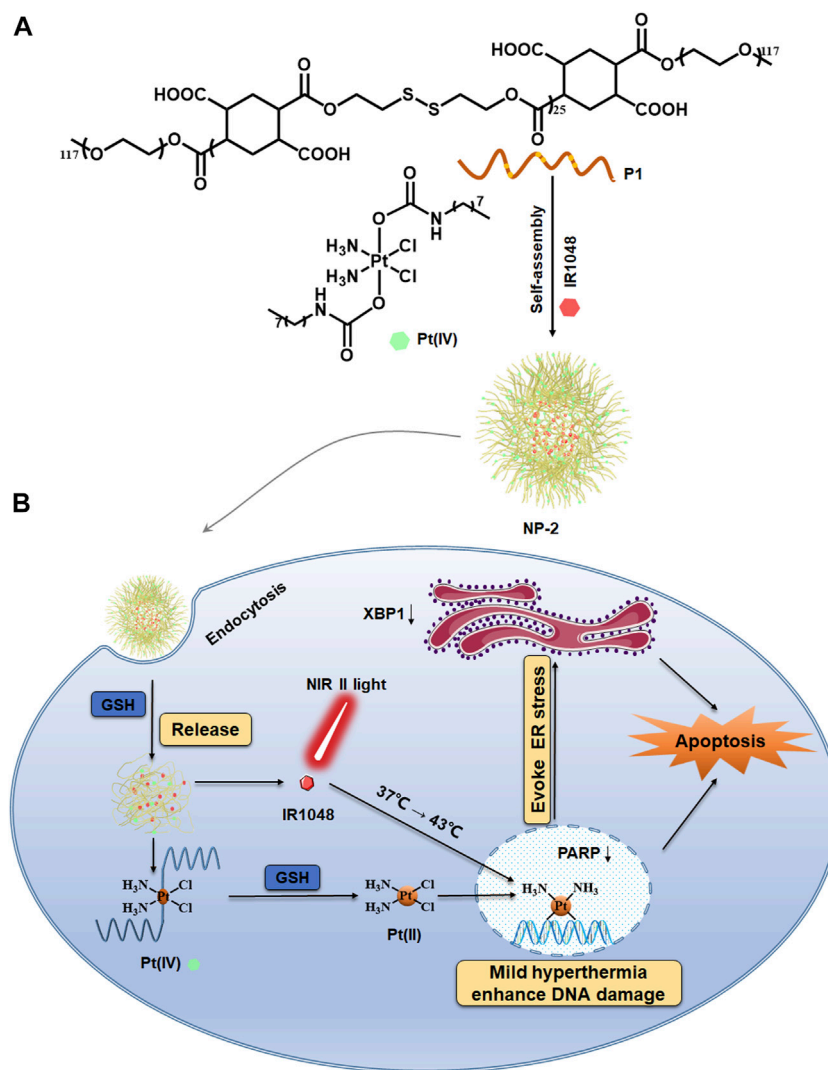 A
HOOC
O
O
O
O
HOOC
O
117
O
S
S
O
O
25
COOH
117
O
O
O
O
COOH
P1
O
7
O
N
H
H₃N
Cl
Pt
H₃N
Cl
O
H
N
7
O
Pt(IV)
Self-assembly
IR1048
NP-2
B
Endocytosis
XBP1↓
GSH
Release
NIR II light
IR1048
37℃ → 43℃
Evoke ER stress
Apoptosis
PARP↓
H₃N
Cl
Pt
H₃N
Cl
Pt(IV)
GSH
H₃N
Cl
Pt
H₃N
Cl
Pt(II)
H₃N
NH₃
Pt
Mild hyperthermia
enhance DNA damage